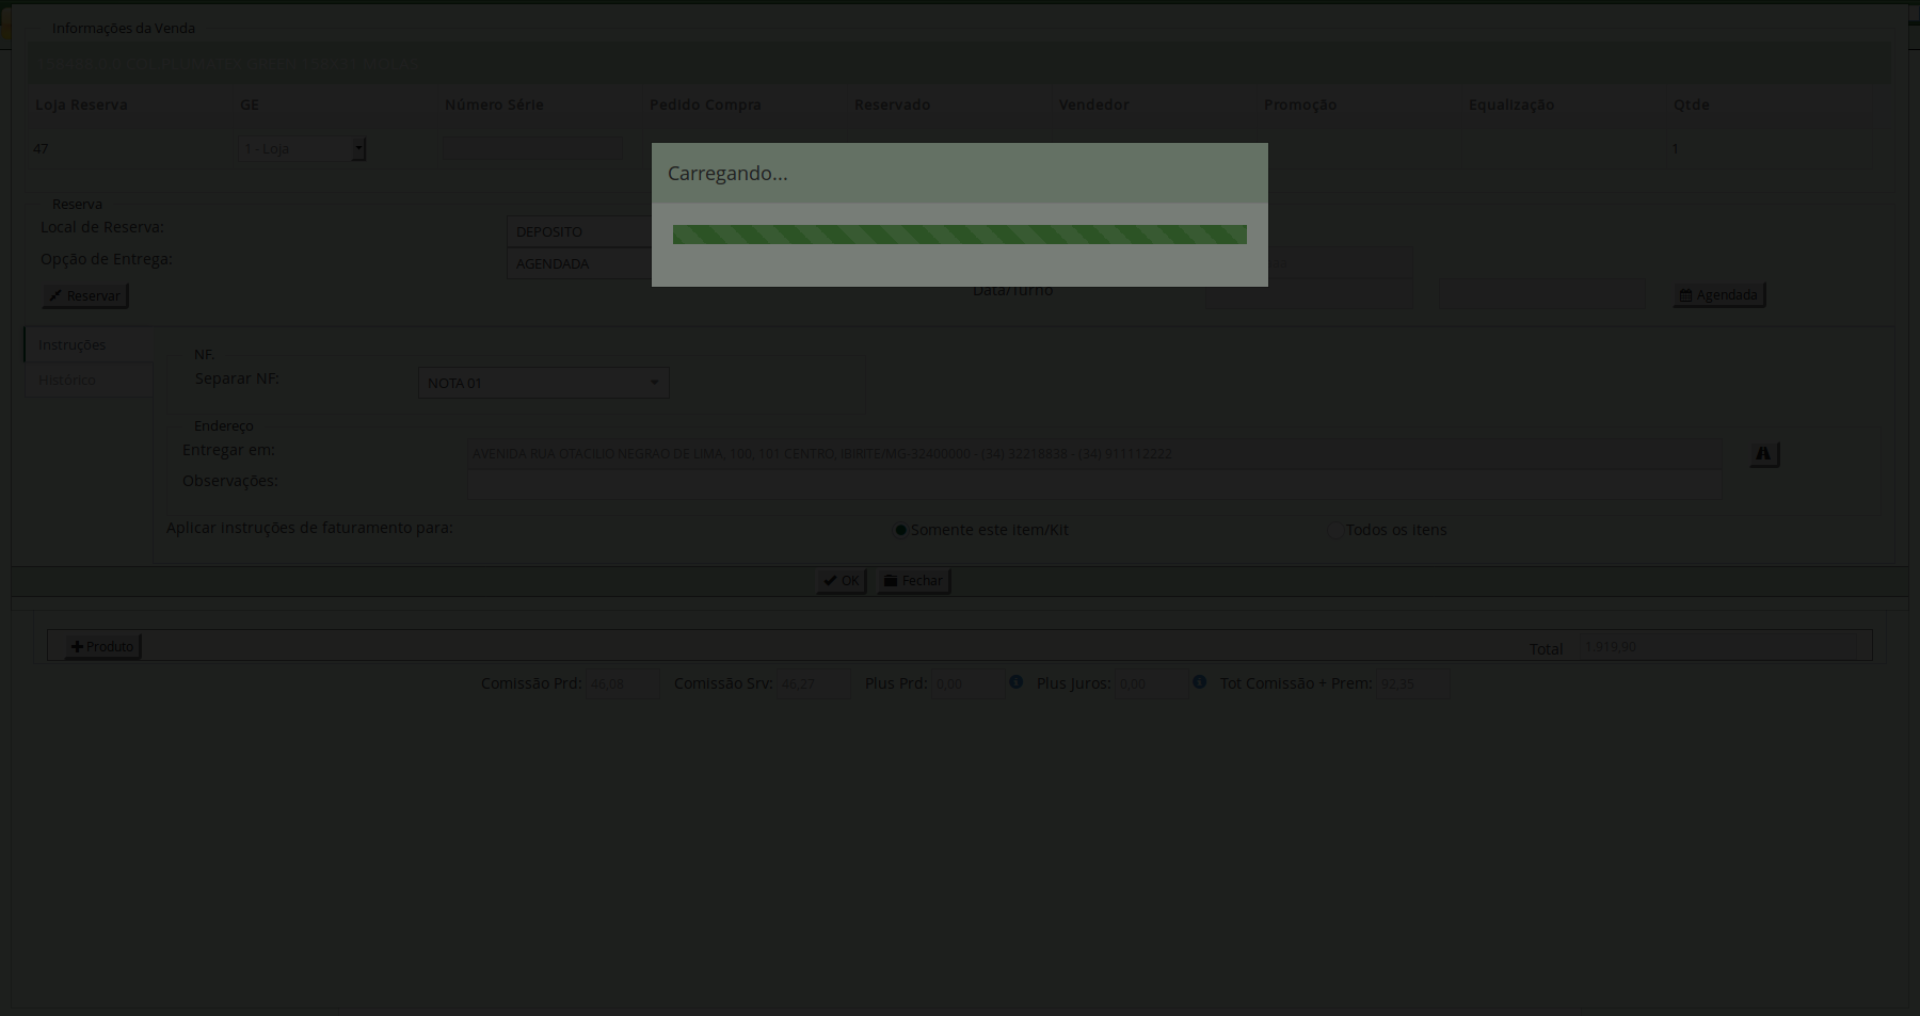 Informações da Venda
Loja Reserva GE Número Série Pedido Compra Reservado Vendedor Promoção Equalização Qtde
47 1 - Loja 1
Carregando...
Reserva
Local de Reserva: DEPOSITO
Opção de Entrega: AGENDADA
Reservar Data/Turno Agendada
Instruções
Histórico
NF.
Separar NF: NOTA 01
Endereço
Entregar em: AVENIDA RUA OTACILIO NEGRAO DE LIMA, 100, 101 CENTRO, IBIRITE/MG-32400000 - (34) 32218838 - (34) 911112222
Observações:
Aplicar instruções de faturamento para: Somente este Item/Kit Todos os itens
OK Fechar
Produto Total 1.919,90
Comissão Prd: 46,08 Comissão Srv: 46,27 Plus Prd: 0,00 Plus Juros: 0,00 Tot Comissão + Prem: 92,35